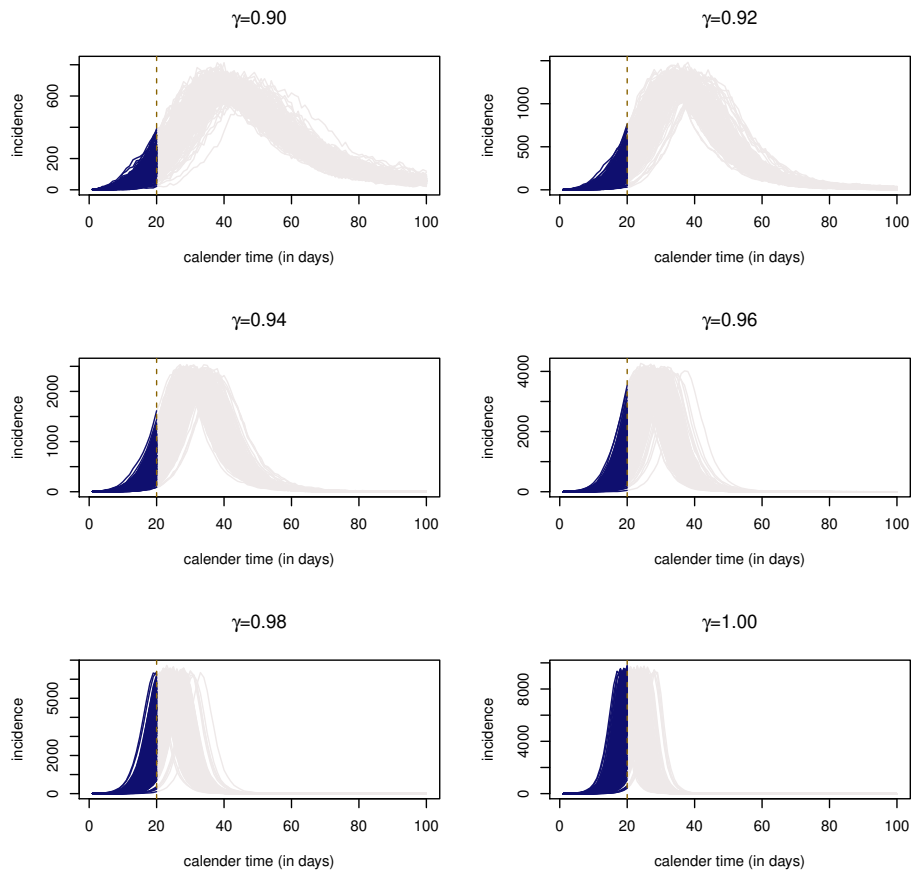 γ=0.90
incidence
200
600
0
0 20 40 60 80 100
calender time (in days)
γ=0.92
incidence
0 500 1000
0 20 40 60 80 100
calender time (in days)
γ=0.94
incidence
0 1000 2000
0 20 40 60 80 100
calender time (in days)
γ=0.96
incidence
0 2000 4000
0 20 40 60 80 100
calender time (in days)
γ=0.98
incidence
0 2000 5000
0 20 40 60 80 100
calender time (in days)
γ=1.00
incidence
0 4000 8000
0 20 40 60 80 100
calender time (in days)